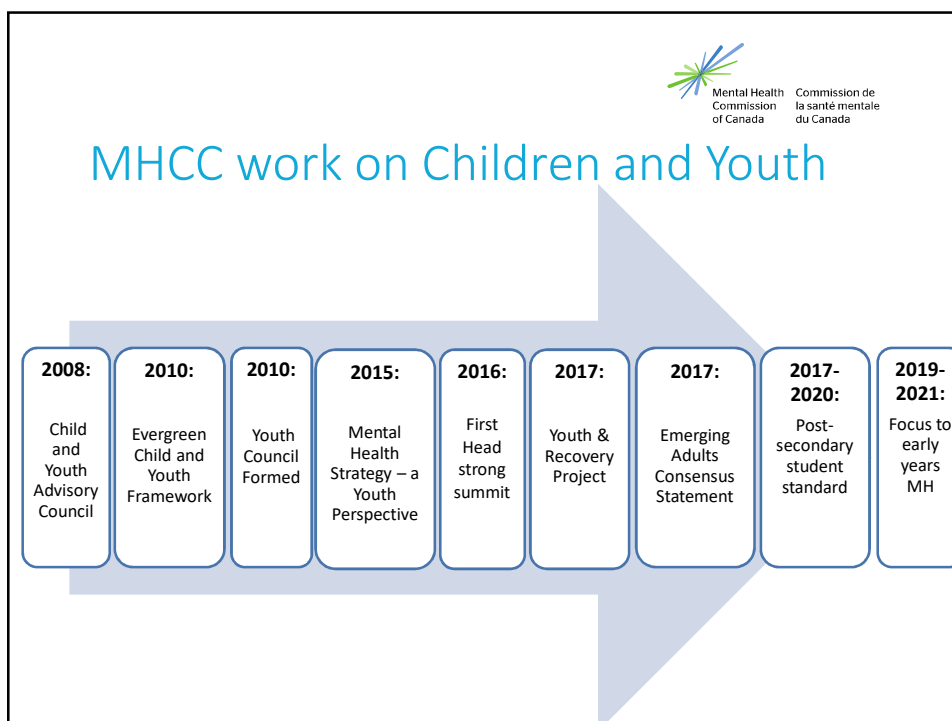 Mental Health
Commission
of Canada
Commission de
la santé mentale
du Canada
MHCC work on Children and Youth
2008:
Child
and
Youth
Advisory
Council
2010:
Evergreen
Child and
Youth
Framework
2010:
Youth
Council
Formed
2015:
Mental
Health
Strategy – a
Youth
Perspective
2016:
First
Head
strong
summit
2017:
Youth &
Recovery
Project
2017:
Emerging
Adults
Consensus
Statement
2017-
2020:
Post-
secondary
student
standard
2019-
2021:
Focus to
early
years
MH